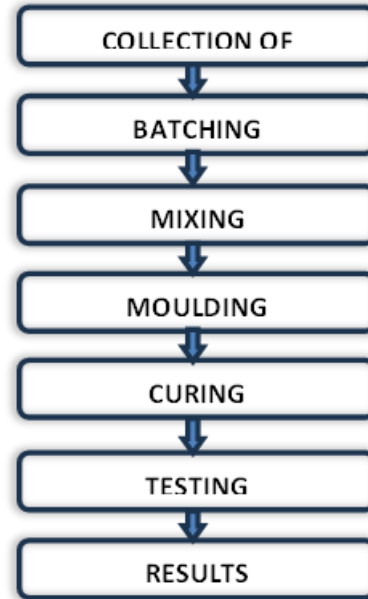 COLLECTION OF
BATCHING
MIXING
MOULDING
CURING
TESTING
RESULTS